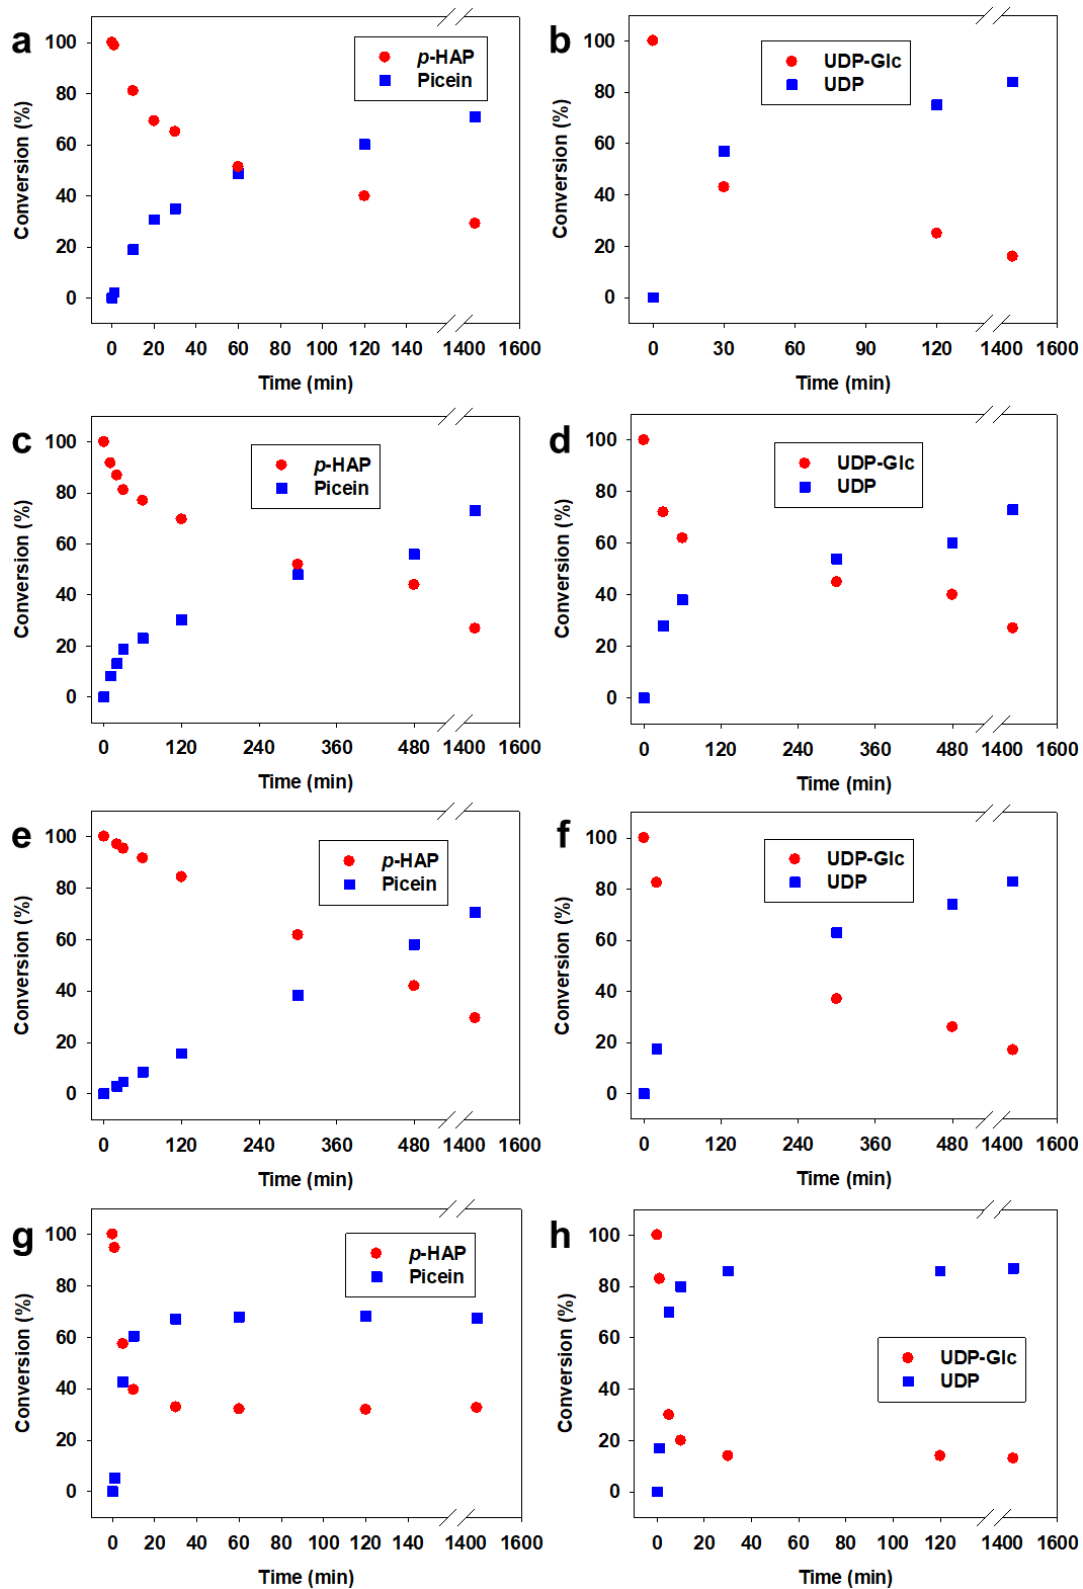 a
p-HAP
Picein
Conversion (%)
100
80
60
40
20
0
0 20 40 60 80 100 120 140 1400 1600
Time (min)
b
UDP-Glc
UDP
Conversion (%)
100
80
60
40
20
0
0 30 60 90 120 1400 1600
Time (min)
c
p-HAP
Picein
Conversion (%)
100
80
60
40
20
0
0 120 240 360 480 1400 1600
Time (min)
d
UDP-Glc
UDP
Conversion (%)
100
80
60
40
20
0
0 120 240 360 480 1400 1600
Time (min)
e
p-HAP
Picein
Conversion (%)
100
80
60
40
20
0
0 120 240 360 480 1400 1600
Time (min)
f
UDP-Glc
UDP
Conversion (%)
100
80
60
40
20
0
0 120 240 360 480 1400 1600
Time (min)
g
p-HAP
Picein
Conversion (%)
100
80
60
40
20
0
0 20 40 60 80 100 120 140 1400 1600
Time (min)
h
UDP-Glc
UDP
Conversion (%)
100
80
60
40
20
0
0 20 40 60 80 100 120 1400 1600
Time (min)